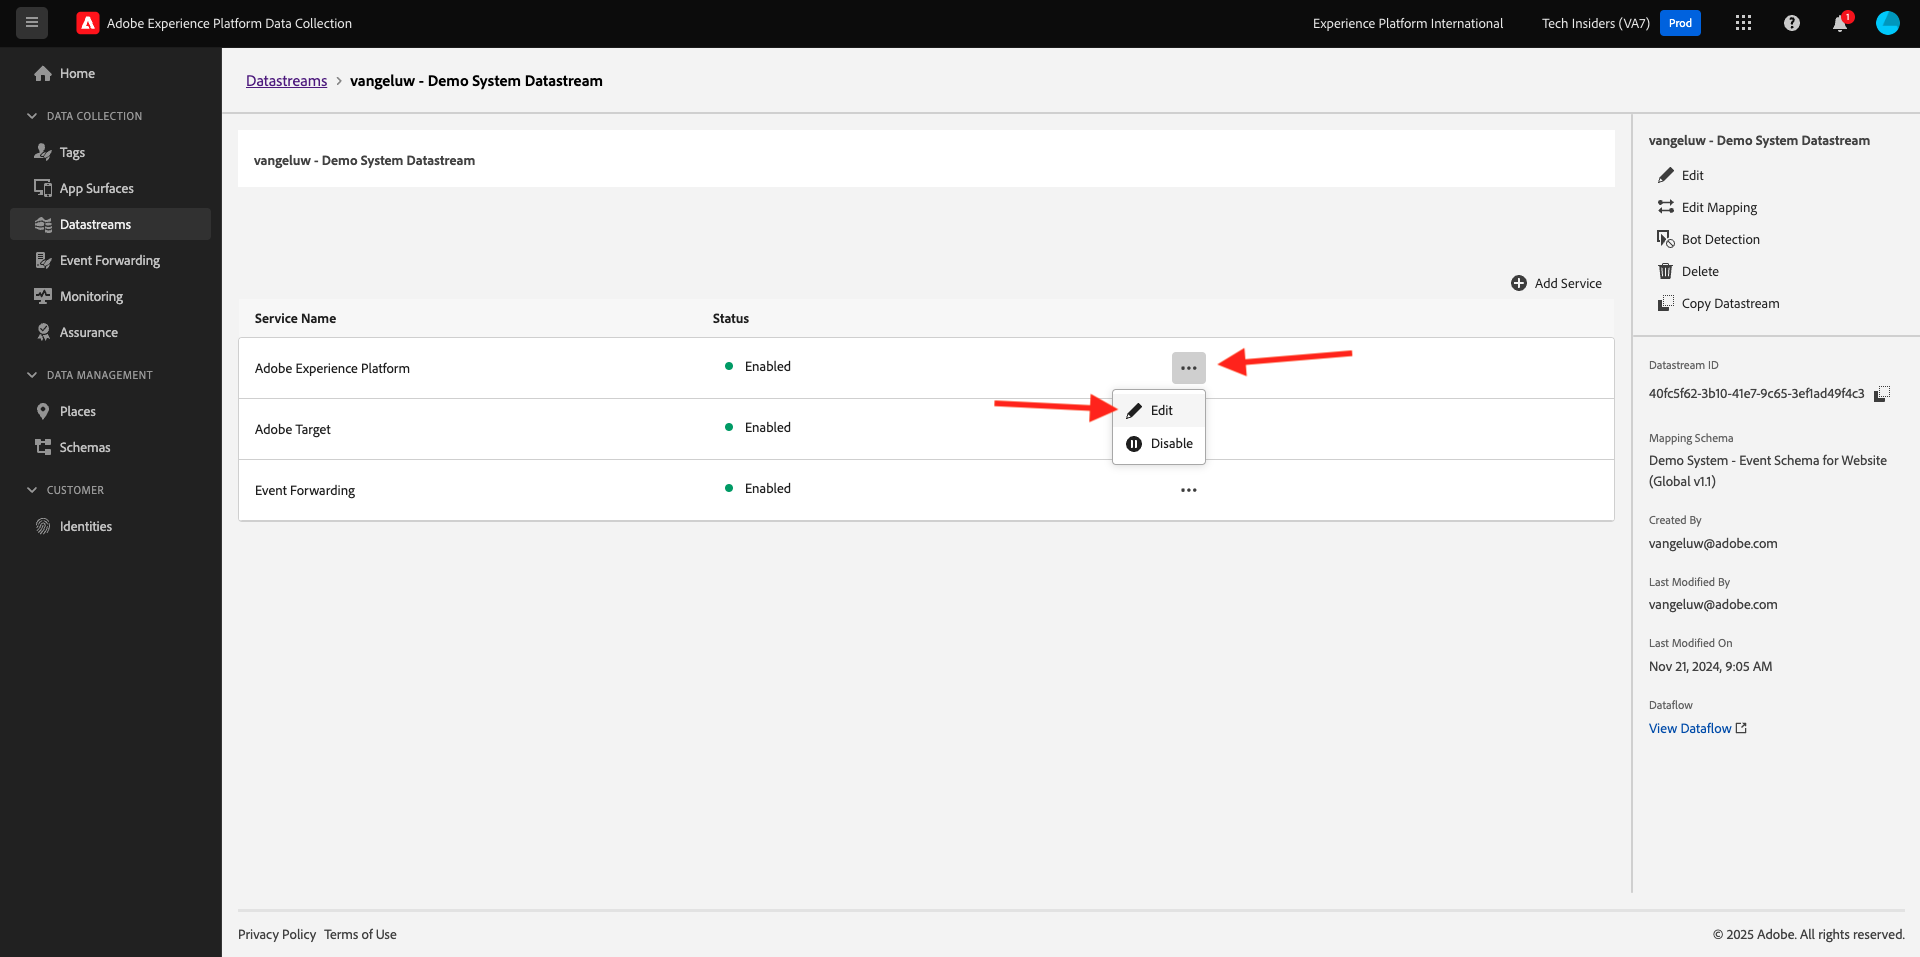 Adobe Experience Platform Data Collection
Experience Platform International
Tech Insiders (VA7)
Prod
1
Home
DATA COLLECTION
Tags
App Surfaces
Datastreams
Event Forwarding
Monitoring
Assurance
DATA MANAGEMENT
Places
Schemas
CUSTOMER
Identities
Datastreams > vangeluw - Demo System Datastream
vangeluw - Demo System Datastream
Add Service
Service Name Status
Adobe Experience Platform Enabled
Edit
Disable
Adobe Target Enabled
Event Forwarding Enabled
vangeluw - Demo System Datastream
Edit
Edit Mapping
Bot Detection
Delete
Copy Datastream
Datastream ID
40fc5f62-3b10-41e7-9c65-3ef1ad49f4c3
Mapping Schema
Demo System - Event Schema for Website
(Global v1.1)
Created By
vangeluw@adobe.com
Last Modified By
vangeluw@adobe.com
Last Modified On
Nov 21, 2024, 9:05 AM
Dataflow
View Dataflow
Privacy Policy Terms of Use
© 2025 Adobe. All rights reserved.